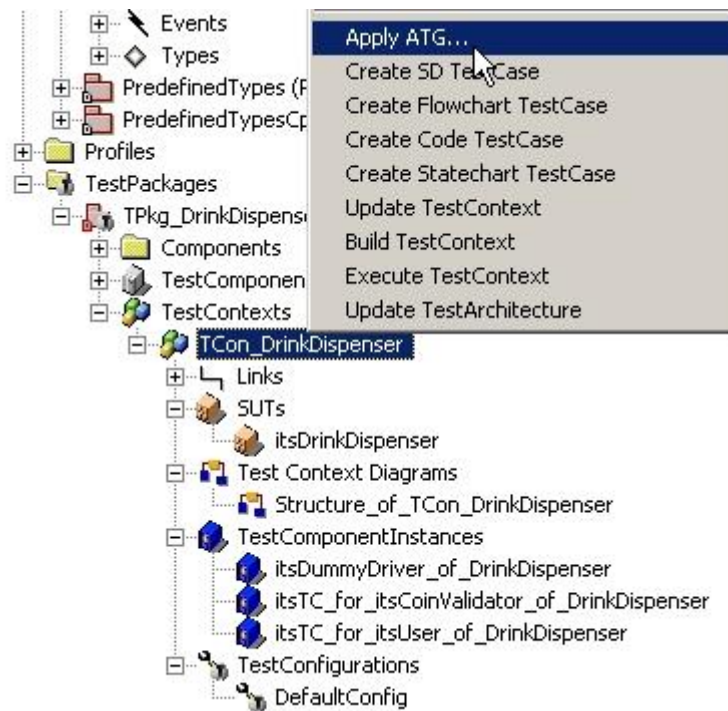 Events
Types
PredefinedTypes (
PredefinedTypesCp
Profiles
TestPackages
TPkg_DrinkDispense
Components
TestComponen
TestContexts
TCon_DrinkDispenser
Links
SUTs
itsDrinkDispenser
Test Context Diagrams
Structure_of_TCon_DrinkDispenser
TestComponentInstances
itsDummyDriver_of_DrinkDispenser
itsTC_for_itsCoinValidator_of_DrinkDispenser
itsTC_for_itsUser_of_DrinkDispenser
TestConfigurations
DefaultConfig
Apply ATG...
Create SD TestCase
Create Flowchart TestCase
Create Code TestCase
Create Statechart TestCase
Update TestContext
Build TestContext
Execute TestContext
Update TestArchitecture